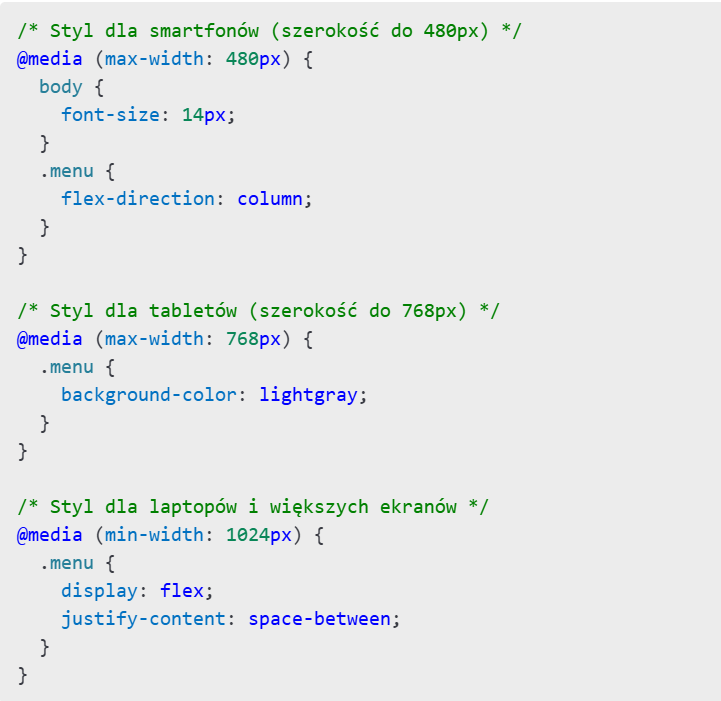 /* Styl dla smartfonów (szerokość do 480px) */
@media (max-width: 480px) {
  body {
    font-size: 14px;
  }
  .menu {
    flex-direction: column;
  }
}

/* Styl dla tabletów (szerokość do 768px) */
@media (max-width: 768px) {
  .menu {
    background-color: lightgray;
  }
}

/* Styl dla laptopów i większych ekranów */
@media (min-width: 1024px) {
  .menu {
    display: flex;
    justify-content: space-between;
  }
}